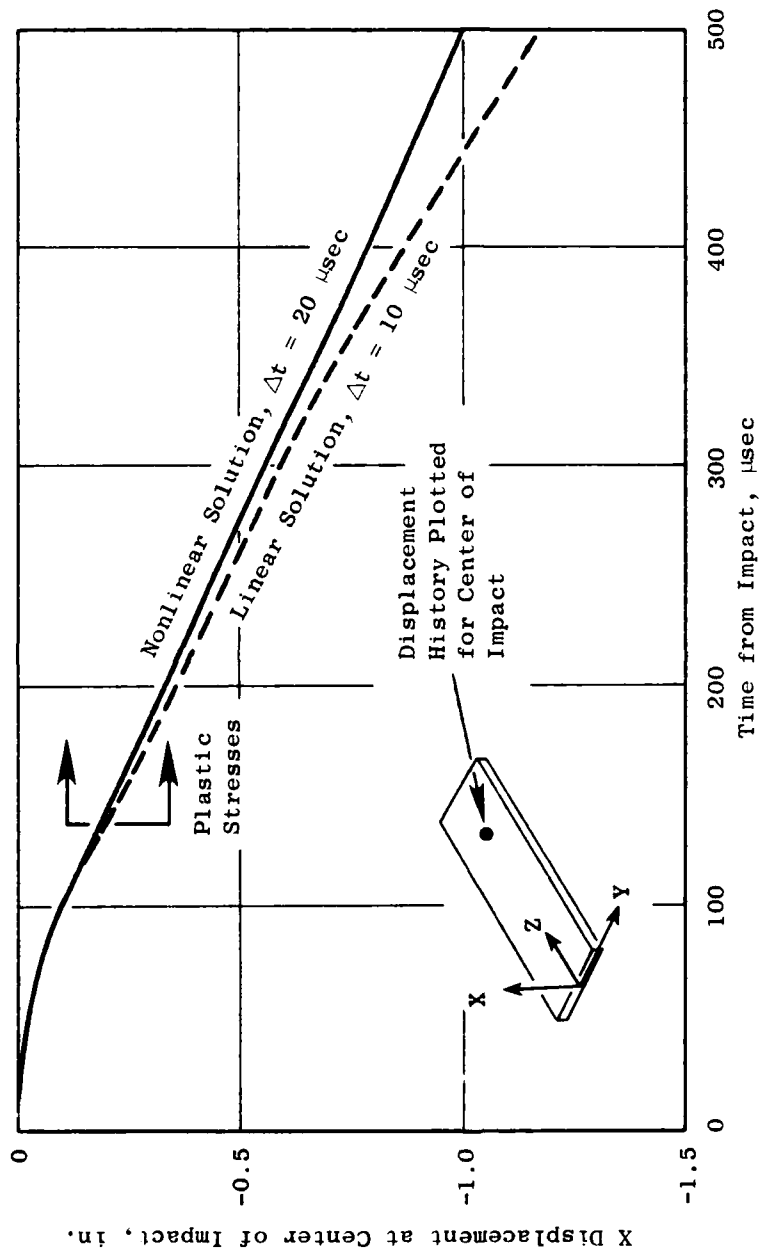 X Displacement at Center of Impact, in.
0
-0.5
-1.0
-1.5
Nonlinear Solution, Δt = 20 μsec
Linear Solution, Δt = 10 μsec
Plastic
Stresses
Displacement
History Plotted
for Center of
Impact
X
Z
Y
0
100
200
300
400
500
Time from Impact, μsec